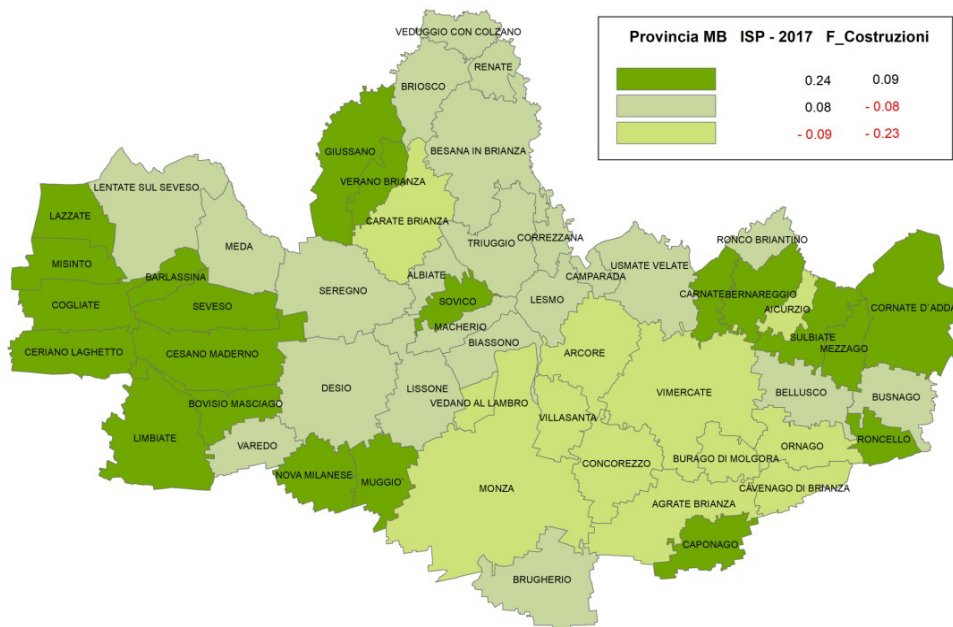 Provincia MB ISP - 2017 F_Costruzioni
0.24 0.09
0.08 - 0.08
- 0.09 - 0.23
VEDUGGIO CON COLZANO
RENATE
BRIOSCO
GIUSSANO
BESANA IN BRIANZA
VERANO BRIANZA
LENTATE SUL SEVESO
LAZZATE
CARATE BRIANZA
MEDA
TRIUGGIO
CORREZZANA
RONCO BRIANTINO
MISINTO
BARLASSINA
ALBIATE
CAMPARADA
USMATE VELATE
SEREGNO
COGLIATE
SEVESO
SOVICO
LESMO
CARNATE
BERNAREGGIO
CORNATE D`ADDA
AICURZIO
MACHERIO
SULBIATE
BIASSONO
MEZZAGO
CERIANO LAGHETTO
CESANO MADERNO
ARCORE
DESIO
LISSONE
VIMERCATE
BELLUSCO
BUSNAGO
BOVISIO MASCIAGO
VEDANO AL LAMBRO
VILLASANTA
LIMBIATE
VAREDO
ORNAGO
RONCELLO
NOVA MILANESE
MUGGIO`
CONCOREZZO
BURAGO DI MOLGORA
MONZA
CAVENAGO DI BRIANZA
AGRATE BRIANZA
CAPONAGO
BRUGHERIO